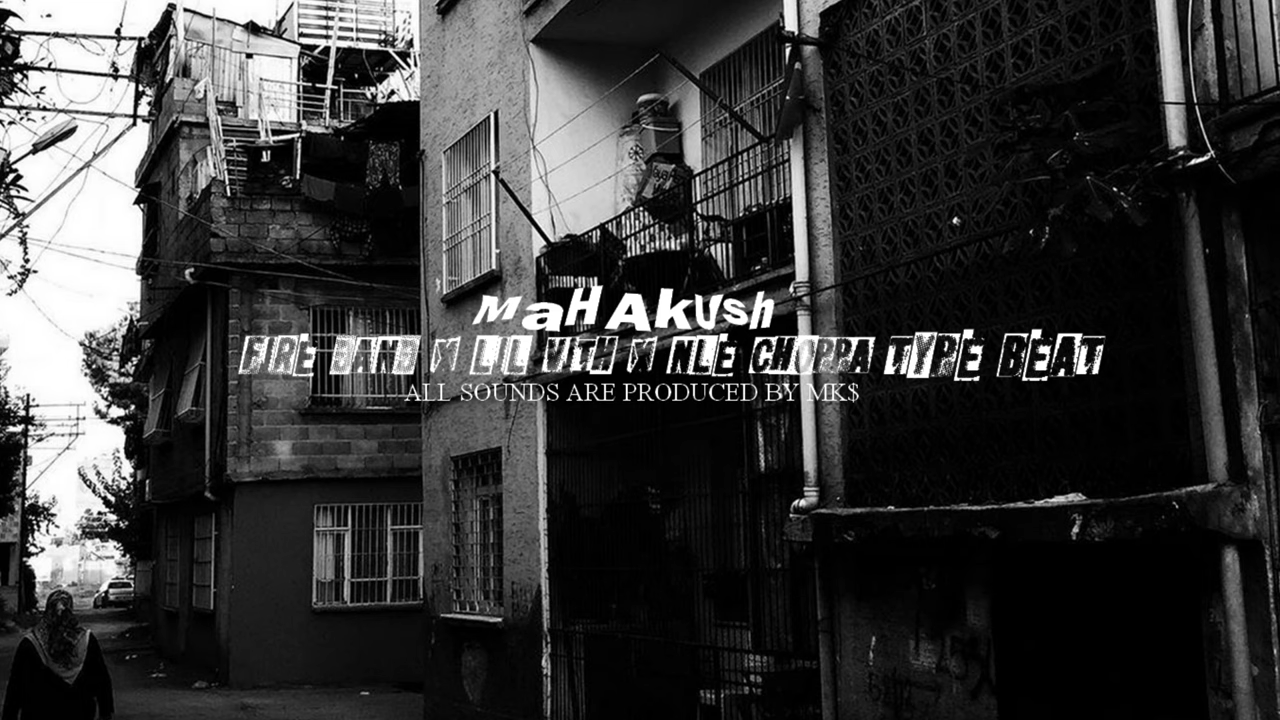 MaHAkUsh
FIRE BAND X LIL VITH X NLE CHOPPA TYPE BEAT
ALL SOUNDS ARE PRODUCED BY MK$